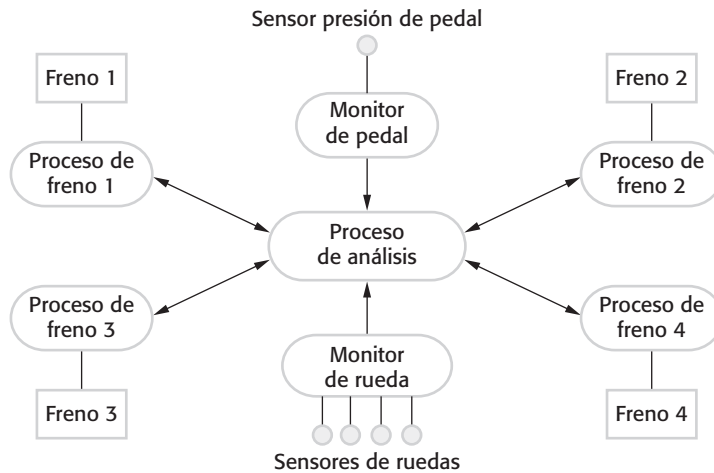 Sensor presión de pedal
Freno 1
Monitor
de pedal
Freno 2
Proceso de
freno 1
Proceso de
freno 2
Proceso
de análisis
Proceso de
freno 3
Proceso de
freno 4
Monitor
de rueda
Freno 3
Freno 4
Sensores de ruedas